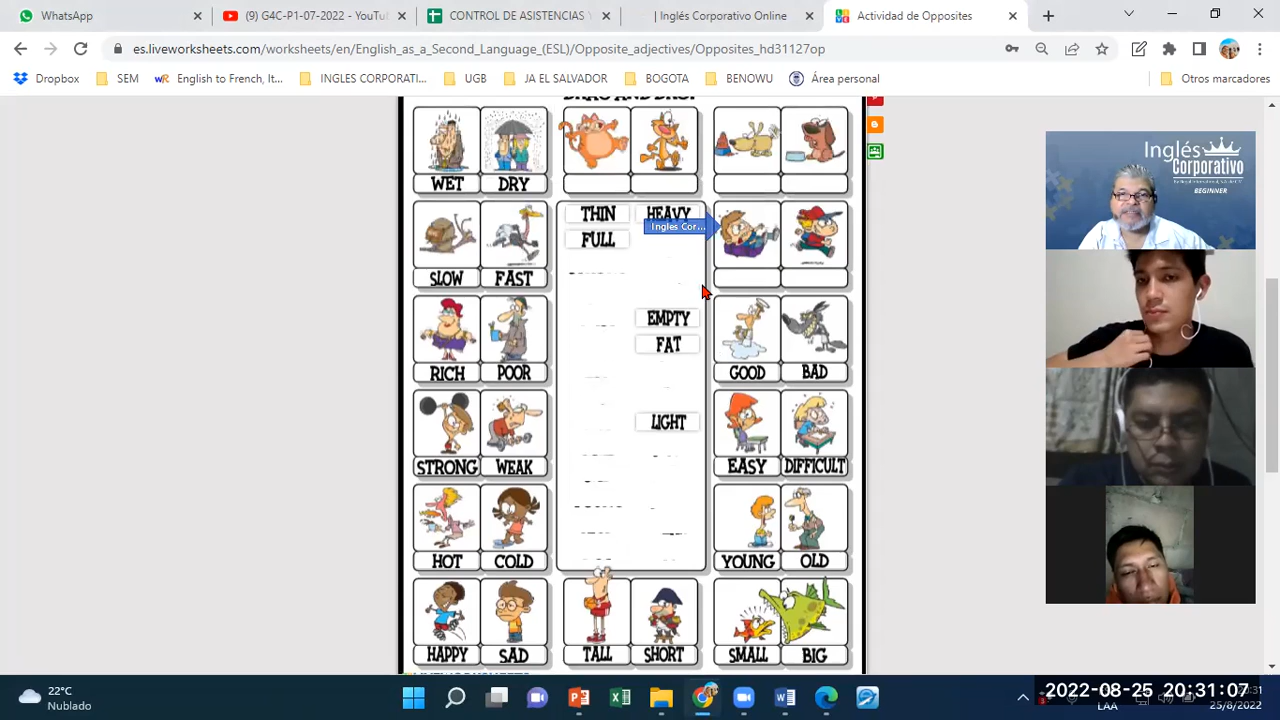 WhatsApp
(9) G4C-P1-07-2022 - YouTu
CONTROL DE ASISTENCIAS Y
Inglés Corporativo Online
Actividad de Opposites
es.liveworksheets.com/worksheets/en/English_as_a_Second_Language_(ESL)/Opposite_adjectives/Opposites_hd31127op
Dropbox
SEM
English to French, It...
INGLES CORPORATI...
UGB
JA EL SALVADOR
BOGOTA
BENOWU
Área personal
Otros marcadores
DRAG AND DROP
WET DRY
THIN HEAVY
Ingles Cor...
FULL
SLOW FAST
EMPTY
FAT
RICH POOR
GOOD BAD
LIGHT
STRONG WEAK
EASY DIFFICULT
HOT COLD
YOUNG OLD
HAPPY SAD
TALL SHORT
SMALL BIG
Inglés
Corporativo
BEGINNER
22°C
Nublado
LAA
2022-08-25 20:31:07
25/8/2022